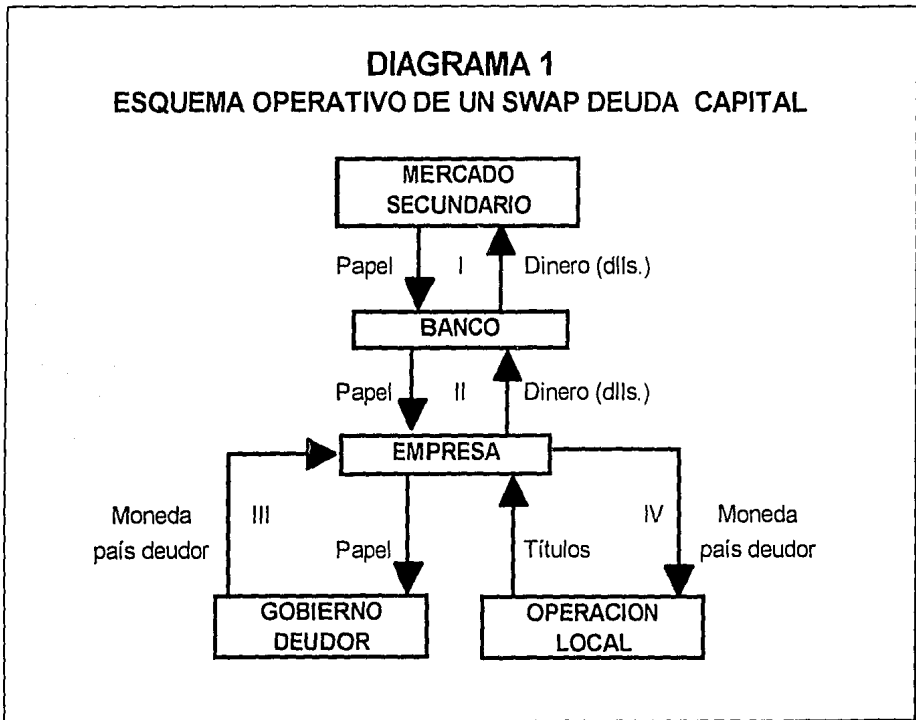 DIAGRAMA 1
ESQUEMA OPERATIVO DE UN SWAP DEUDA CAPITAL
MERCADO
SECUNDARIO
Papel I Dinero (dlls.)
BANCO
Papel II Dinero (dlls.)
EMPRESA
Moneda
país deudor
III
Papel
Títulos
IV
Moneda
país deudor
GOBIERNO
DEUDOR
OPERACION
LOCAL